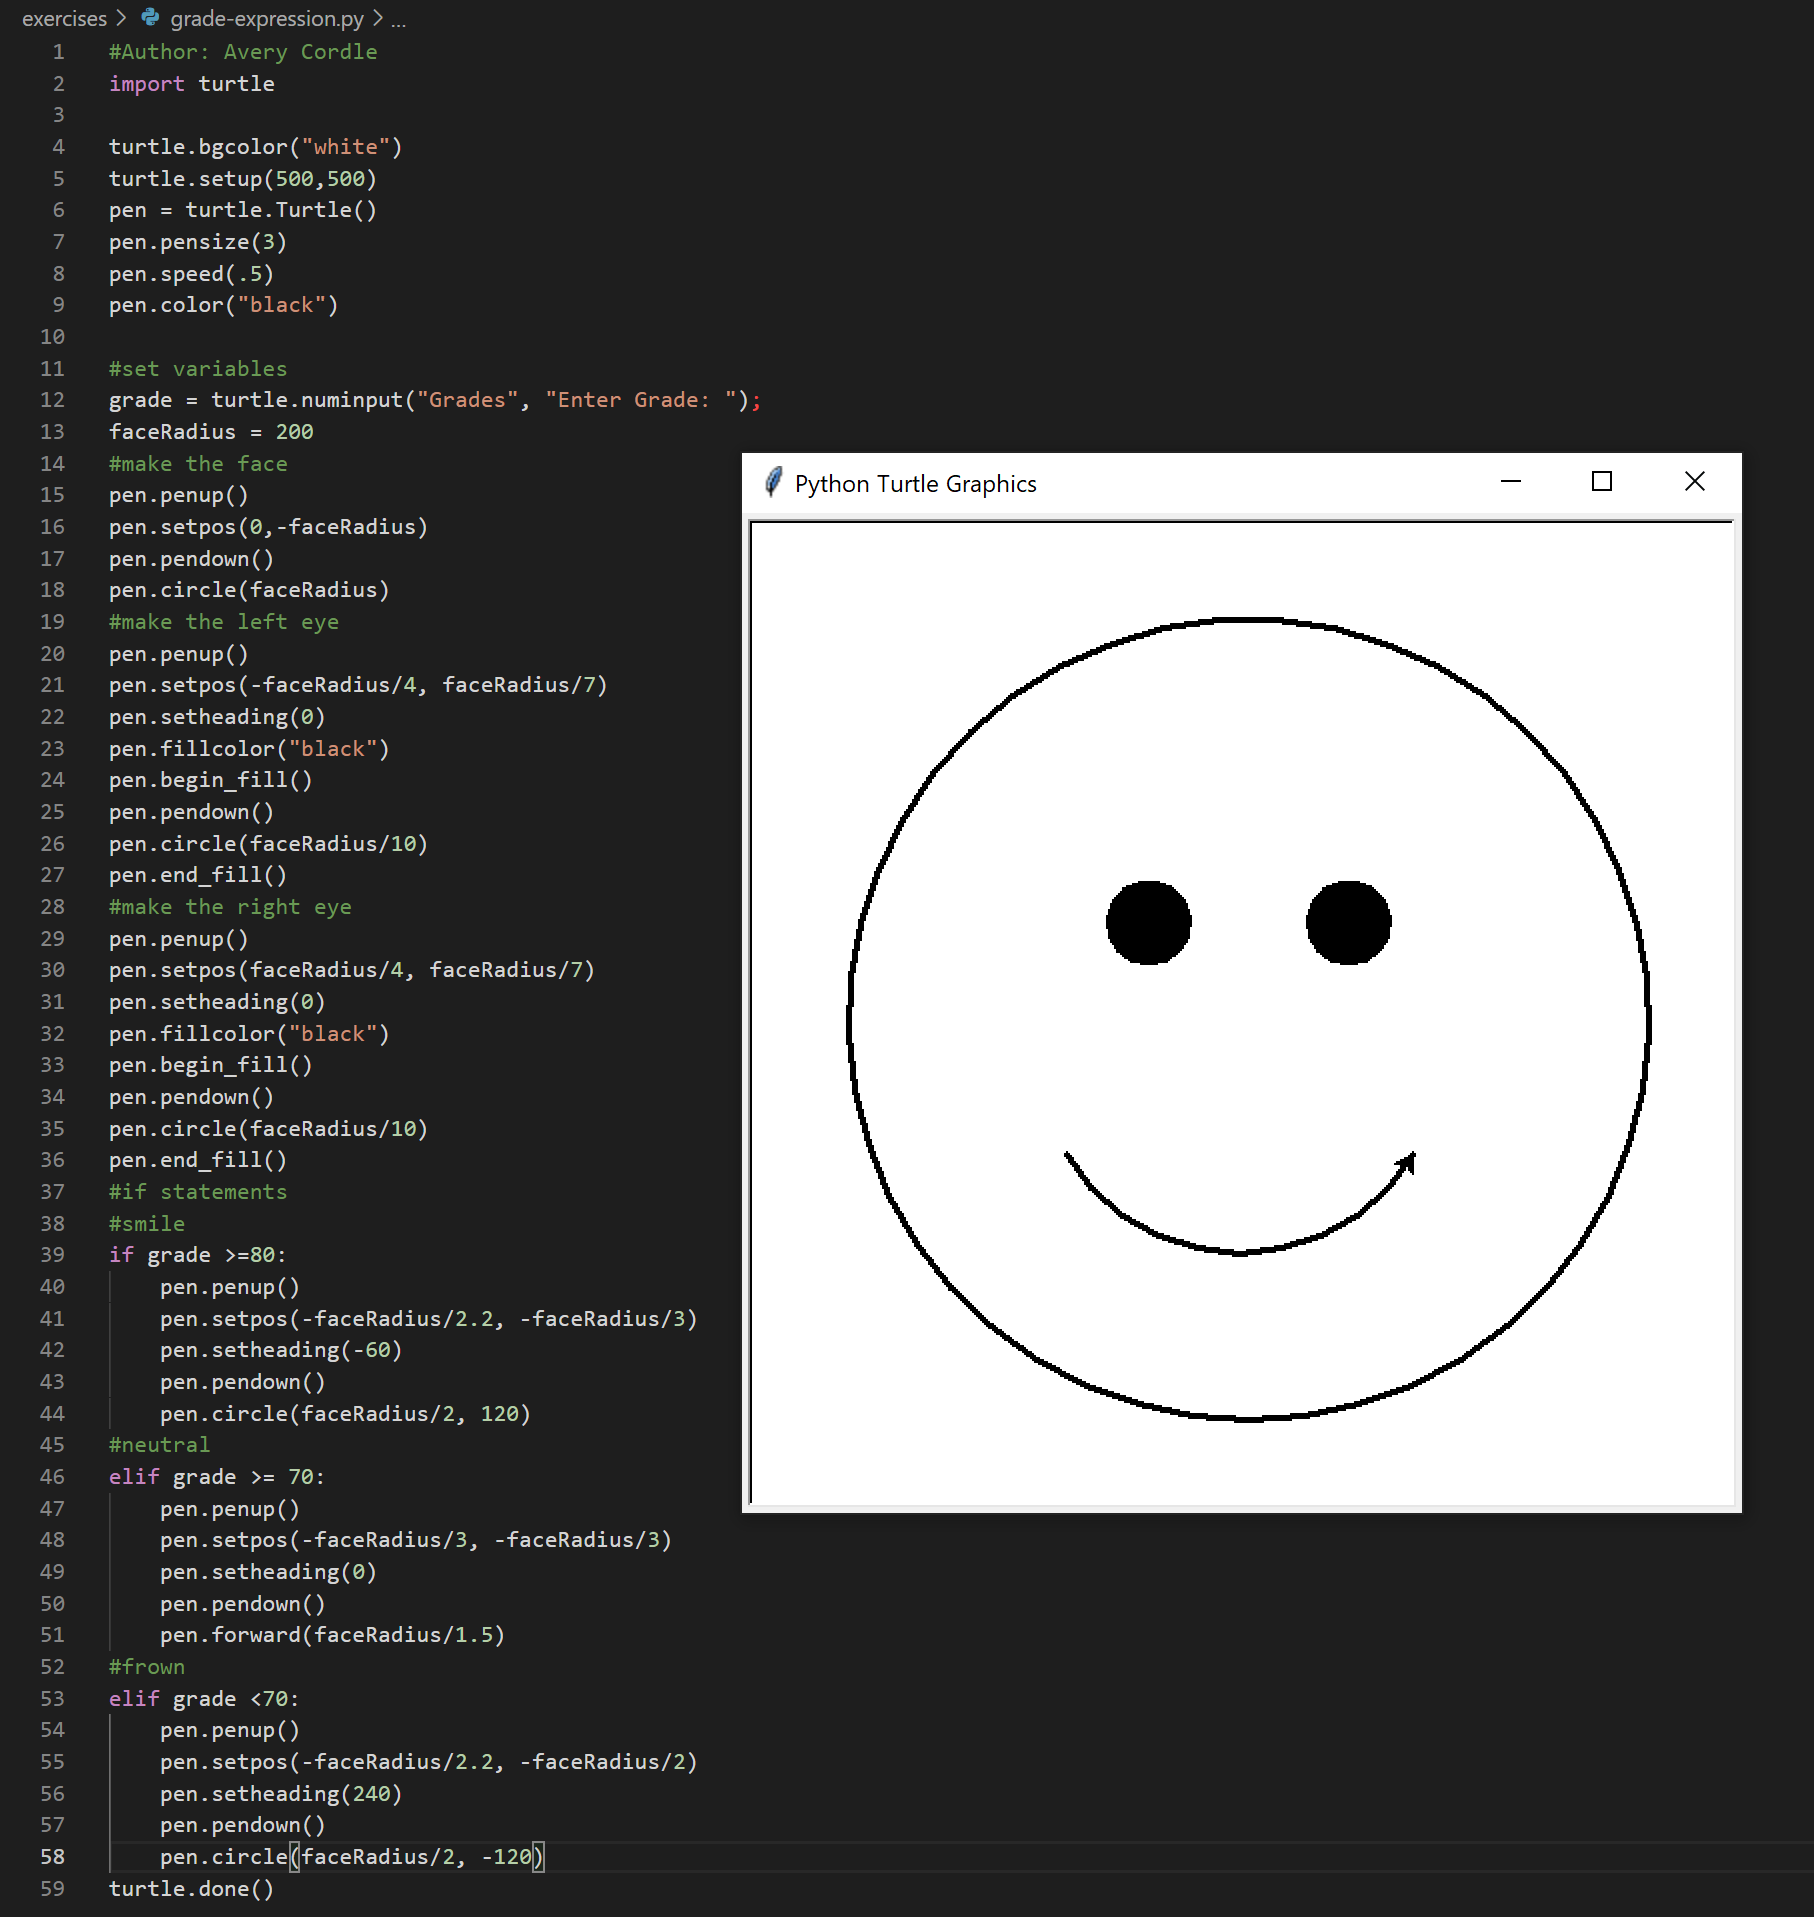 exercises > grade-expression.py > ...
1 #Author: Avery Cordle
2 import turtle
3
4 turtle.bgcolor("white")
5 turtle.setup(500,500)
6 pen = turtle.Turtle()
7 pen.pensize(3)
8 pen.speed(.5)
9 pen.color("black")
10
11 #set variables
12 grade = turtle.numinput("Grades", "Enter Grade: ");
13 faceRadius = 200
14 #make the face
15 pen.penup()
16 pen.setpos(0,-faceRadius)
17 pen.pendown()
18 pen.circle(faceRadius)
19 #make the left eye
20 pen.penup()
21 pen.setpos(-faceRadius/4, faceRadius/7)
22 pen.setheading(0)
23 pen.fillcolor("black")
24 pen.begin_fill()
25 pen.pendown()
26 pen.circle(faceRadius/10)
27 pen.end_fill()
28 #make the right eye
29 pen.penup()
30 pen.setpos(faceRadius/4, faceRadius/7)
31 pen.setheading(0)
32 pen.fillcolor("black")
33 pen.begin_fill()
34 pen.pendown()
35 pen.circle(faceRadius/10)
36 pen.end_fill()
37 #if statements
38 #smile
39 if grade >=80:
40     pen.penup()
41     pen.setpos(-faceRadius/2.2, -faceRadius/3)
42     pen.setheading(-60)
43     pen.pendown()
44     pen.circle(faceRadius/2, 120)
45 #neutral
46 elif grade >= 70:
47     pen.penup()
48     pen.setpos(-faceRadius/3, -faceRadius/3)
49     pen.setheading(0)
50     pen.pendown()
51     pen.forward(faceRadius/1.5)
52 #frown
53 elif grade <70:
54     pen.penup()
55     pen.setpos(-faceRadius/2.2, -faceRadius/2)
56     pen.setheading(240)
57     pen.pendown()
58     pen.circle(faceRadius/2, -120)
59 turtle.done()
Python Turtle Graphics